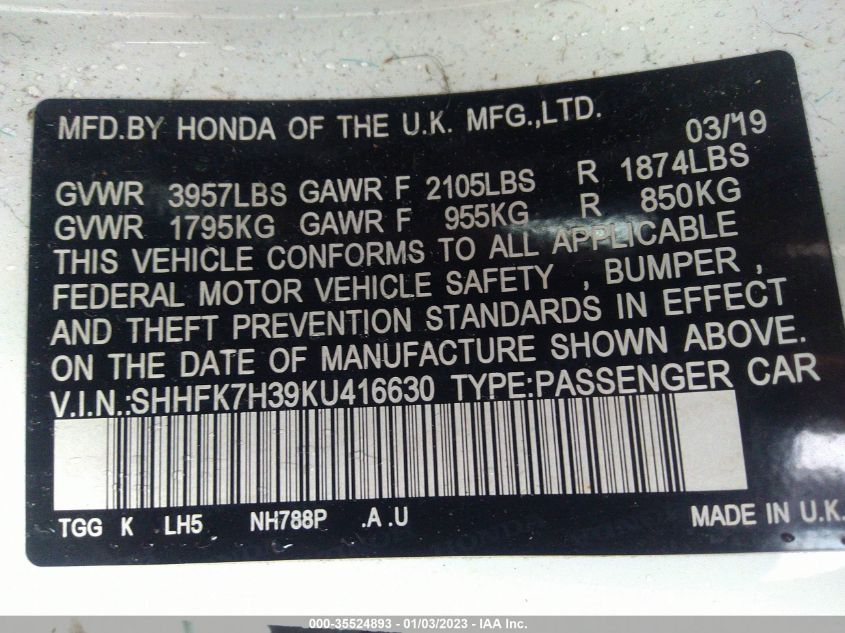 MFD.BY HONDA OF THE U.K. MFG.,LTD. 03/19
GVWR 3957LBS GAWR F 2105LBS R 1874LBS
GVWR 1795KG GAWR F 955KG R 850KG
THIS VEHICLE CONFORMS TO ALL APPLICABLE
FEDERAL MOTOR VEHICLE SAFETY , BUMPER ,
AND THEFT PREVENTION STANDARDS IN EFFECT
ON THE DATE OF MANUFACTURE SHOWN ABOVE.
V.I.N.:SHHFK7H39KU416630 TYPE:PASSENGER CAR
TGG K LH5 NH788P .A .U MADE IN U.K.
000-35524893 - 01/03/2023 - IAA Inc.